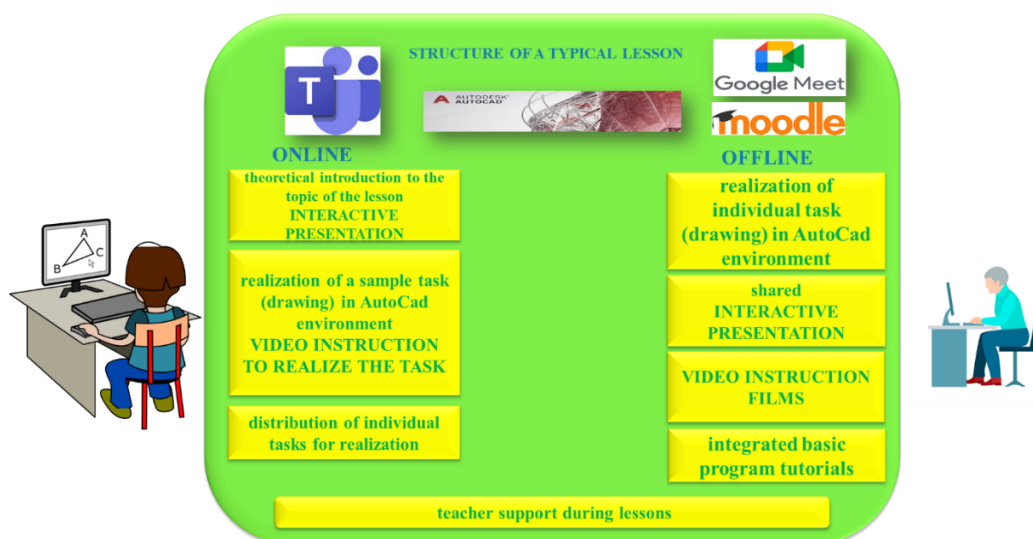 STRUCTURE OF A TYPICAL LESSON
T
AUTODESK
AUTOCAD
Google Meet
moodle
ONLINE
theoretical introduction to the
topic of the lesson
INTERACTIVE
PRESENTATION
realization of a sample task
(drawing) in AutoCad
environment
VIDEO INSTRUCTION
TO REALIZE THE TASK
distribution of individual
tasks for realization
OFFLINE
realization of
individual task
(drawing) in AutoCad
environment
shared
INTERACTIVE
PRESENTATION
VIDEO INSTRUCTION
FILMS
integrated basic
program tutorials
teacher support during lessons
A
B
C